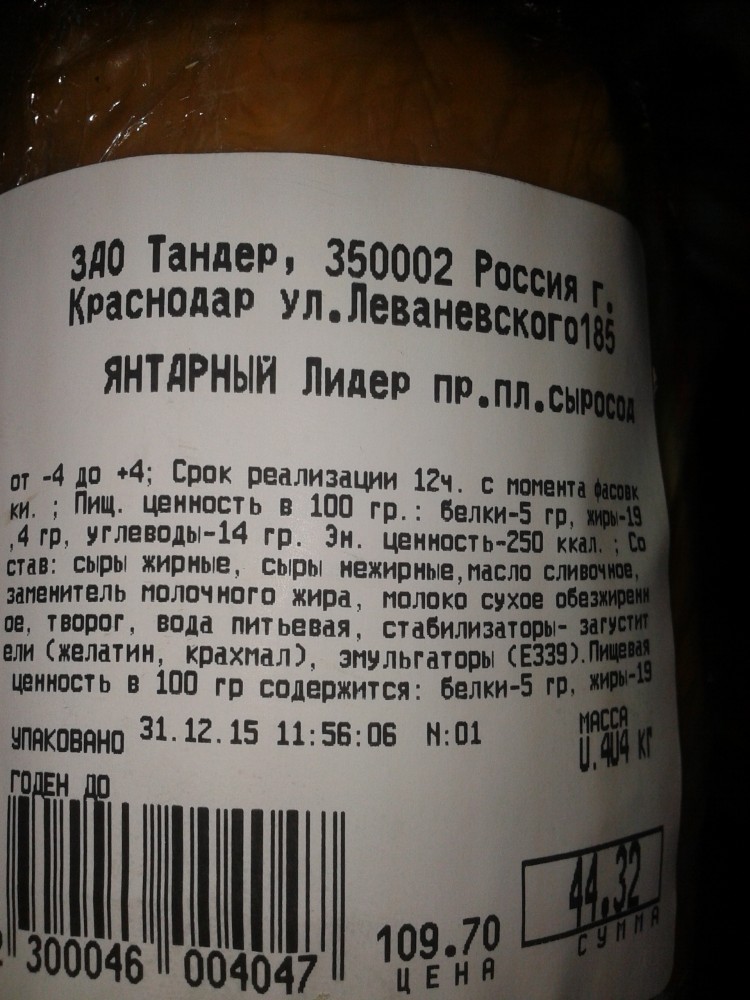 ЗАО Тандер, 350002 Россия г.
Краснодар ул.Леваневского185
ЯНТАРНЫЙ Лидер пр.пл.сыросод
от -4 до +4; Срок реализации 12ч. с момента фасовк
ки. ; Пищ. ценность в 100 гр.: белки-5 гр, жиры-19
,4 гр, углеводы-14 гр. Эн. ценность-250 ккал. ; Со
став: сыры жирные, сыры нежирные,масло сливочное,
заменитель молочного жира, молоко сухое обезжиренн
ое, творог, вода питьевая, стабилизаторы- загустит
ели (желатин, крахмал), эмульгаторы (Е339).Пищевая
ценность в 100 гр содержится: белки-5 гр, жиры-19
УПАКОВАНО 31.12.15 11:56:06 N:01
МАССА
0.404 КГ
ГОДЕН ДО
300046 004047
109.70
ЦЕНА
44.32
СУММА